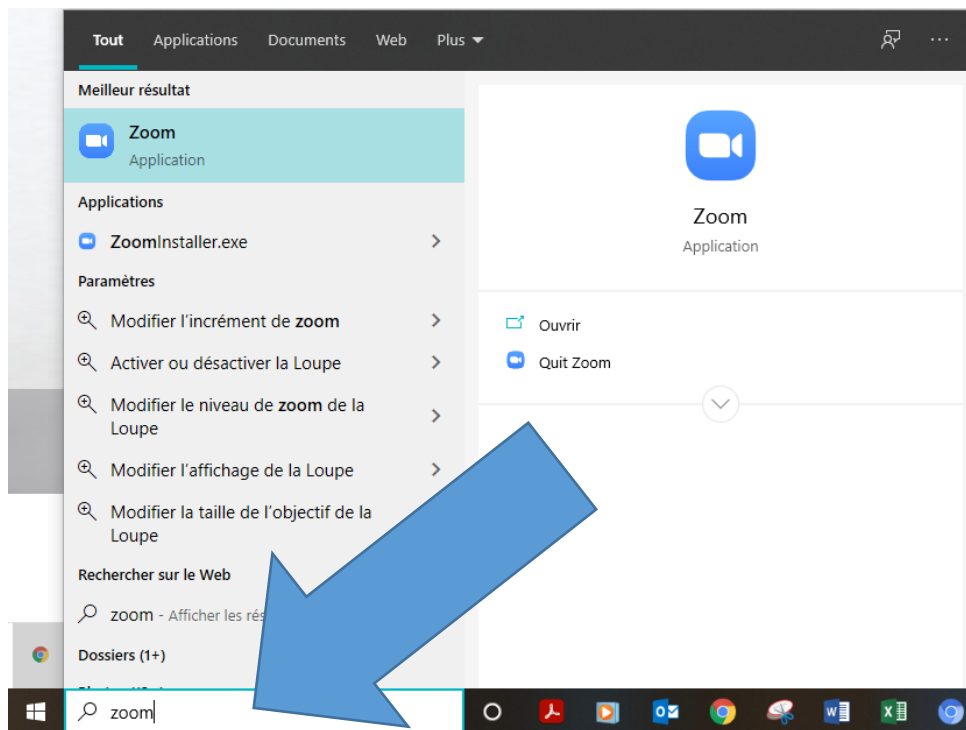 Tout Applications Documents Web Plus
Meilleur résultat
Zoom
Application
Applications
ZoomInstaller.exe
Paramètres
Modifier l'incrément de zoom
Activer ou désactiver la Loupe
Modifier le niveau de zoom de la
Loupe
Modifier l'affichage de la Loupe
Modifier la taille de l'objectif de la
Loupe
Rechercher sur le Web
zoom - Afficher les
Dossiers (1+)
zoom
Zoom
Application
Ouvrir
Quit Zoom